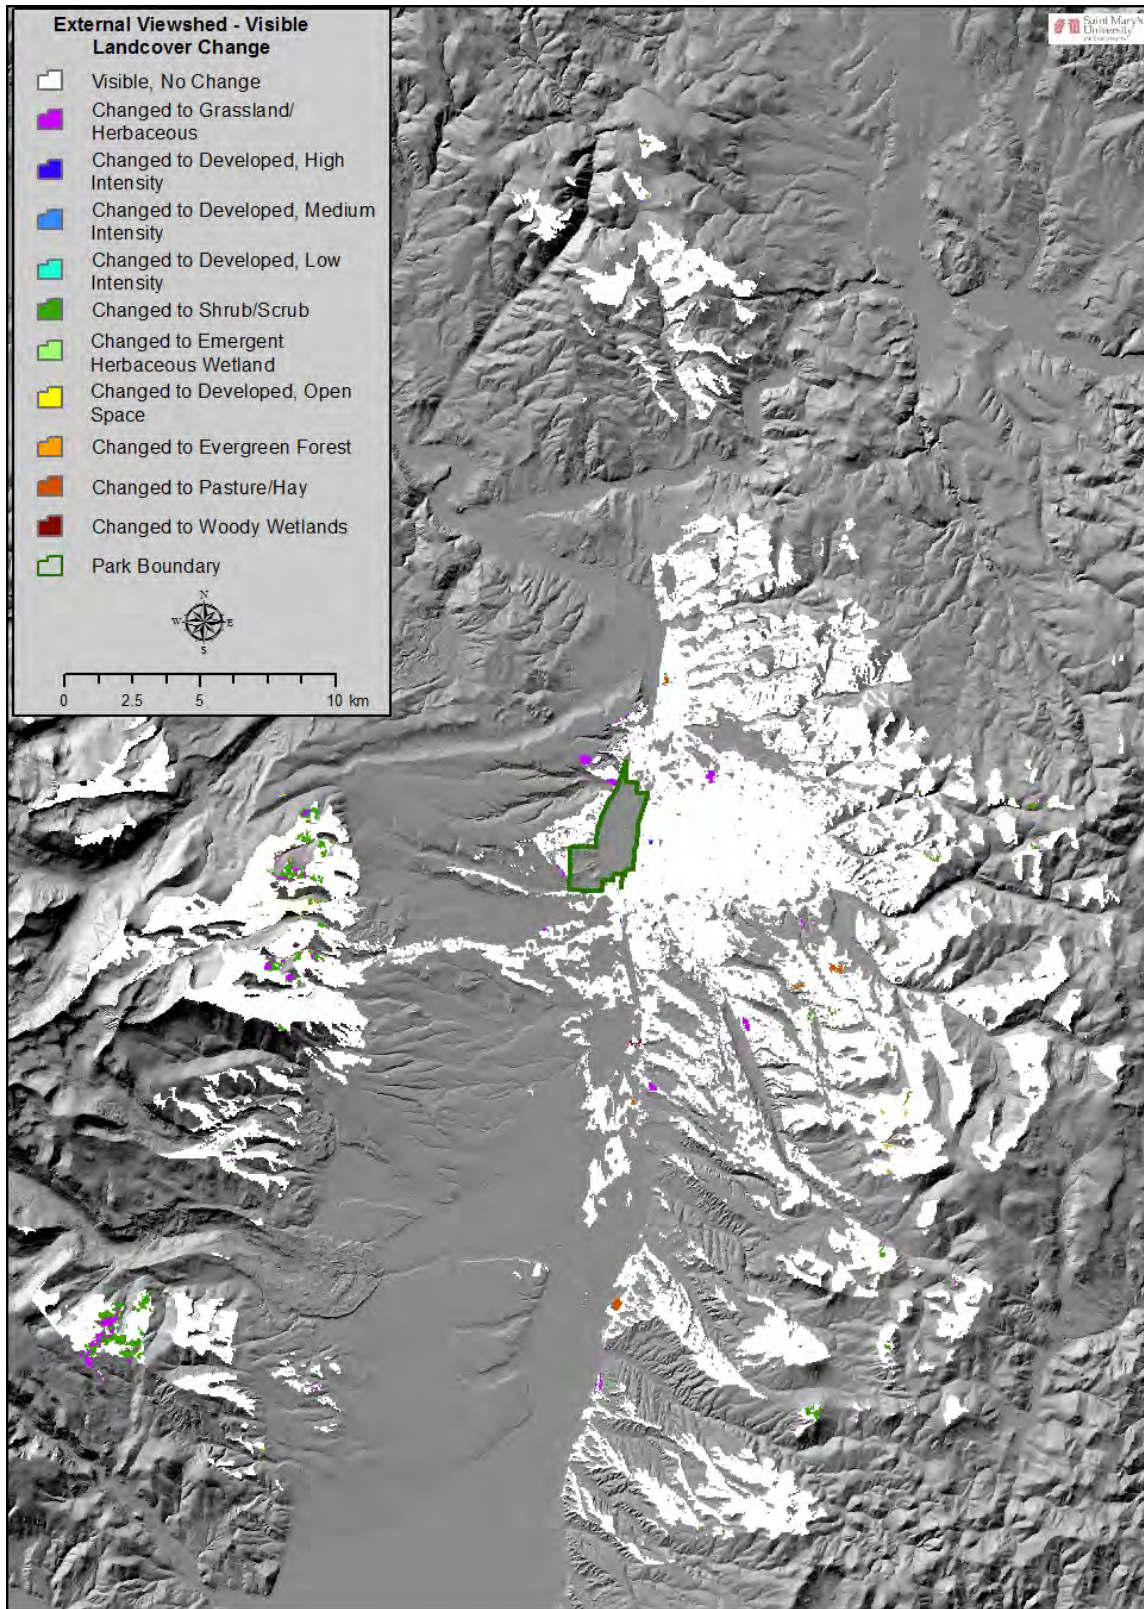 External Viewshed - Visible
Landcover Change
Visible, No Change
Changed to Grassland/
Herbaceous
Changed to Developed, High
Intensity
Changed to Developed, Medium
Intensity
Changed to Developed, Low
Intensity
Changed to Shrub/Scrub
Changed to Emergent
Herbaceous Wetland
Changed to Developed, Open
Space
Changed to Evergreen Forest
Changed to Pasture/Hay
Changed to Woody Wetlands
Park Boundary
N
W E
S
0 2.5 5 10 km
Saint Mary's
University